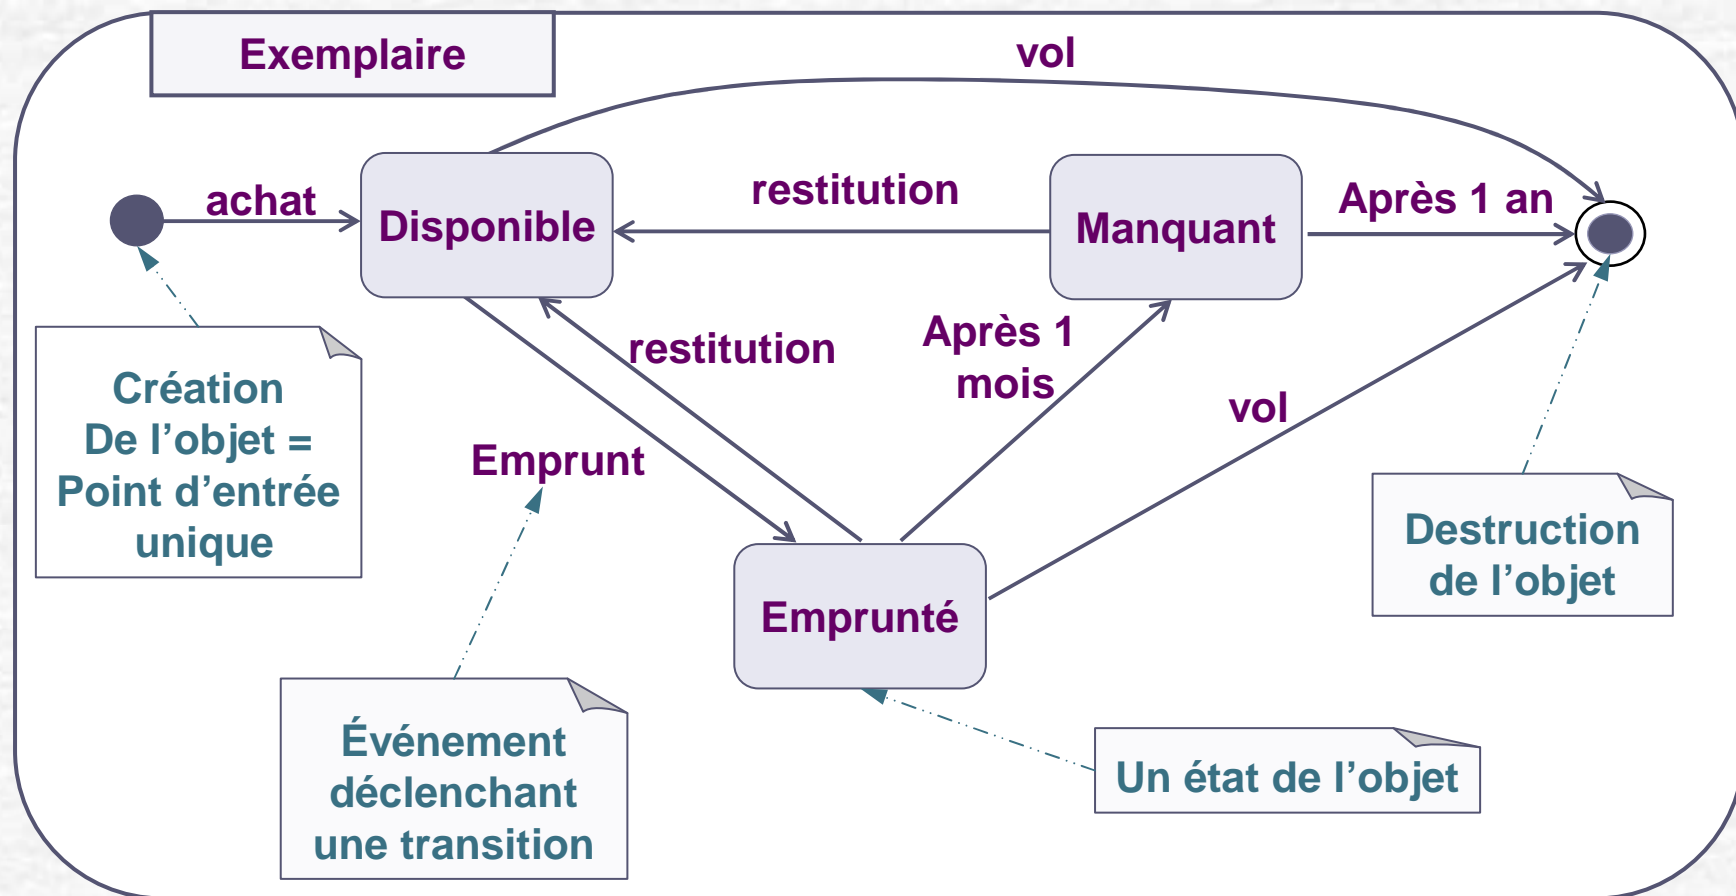 Exemplaire
vol
achat
Disponible
restitution
Manquant
Après 1 an
restitution
Après 1
mois
vol
Création
De l’objet =
Point d’entrée
unique
Emprunt
Emprunté
Destruction
de l’objet
Événement
déclenchant
une transition
Un état de l’objet